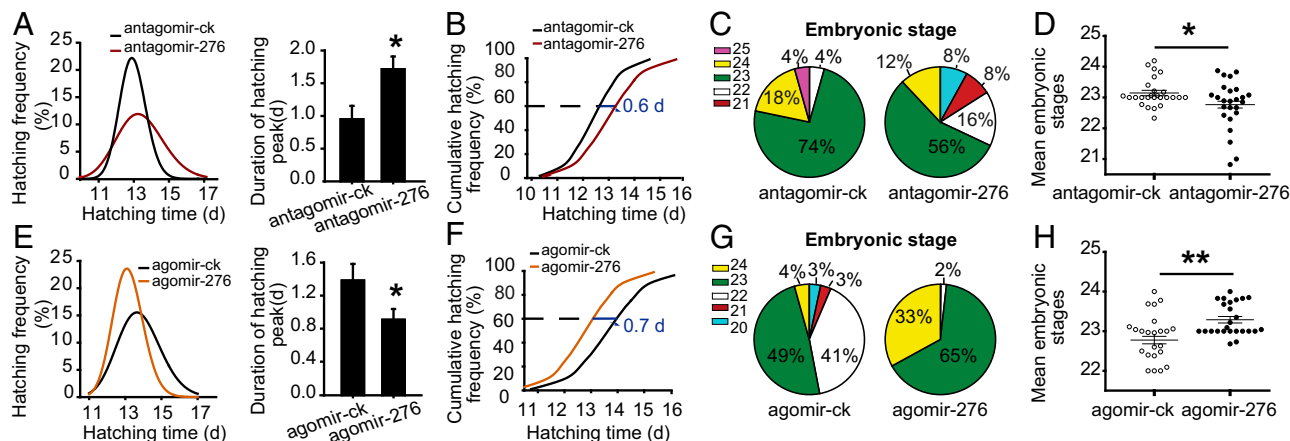 A
Hatching frequency
(%)
25
20
15
10
5
0
antagomir-ck
antagomir-276
11
13
15
17
Hatching time (d)
Duration of hatching
peak(d)
2.0
1.5
1.0
0.5
0.0
*
antagomir-ck
antagomir-276
B
Cumulative hatching
frequency (%)
100
80
60
40
20
0
antagomir-ck
antagomir-276
0.6 d
10
11
12
13
14
15
16
Hatching time (d)
C
Embryonic stage
25
24
23
22
21
4%
4%
18%
74%
antagomir-ck
12%
8%
8%
16%
56%
antagomir-276
D
Mean embryonic
stages
25
24
23
22
21
*
antagomir-ck
antagomir-276
E
Hatching frequency
(%)
25
20
15
10
5
0
agomir-ck
agomir-276
11
13
15
17
Hatching time (d)
Duration of hatching
peak(d)
1.6
1.2
0.8
0.4
0.0
*
agomir-ck
agomir-276
F
Cumulative hatching
frequency (%)
100
80
60
40
20
0
agomir-ck
agomir-276
0.7 d
11
12
13
14
15
16
Hatching time (d)
G
Embryonic stage
24
23
22
21
20
4%
3%
3%
49%
41%
agomir-ck
2%
33%
65%
agomir-276
H
Mean embryonic
stages
25
24
23
22
**
agomir-ck
agomir-276